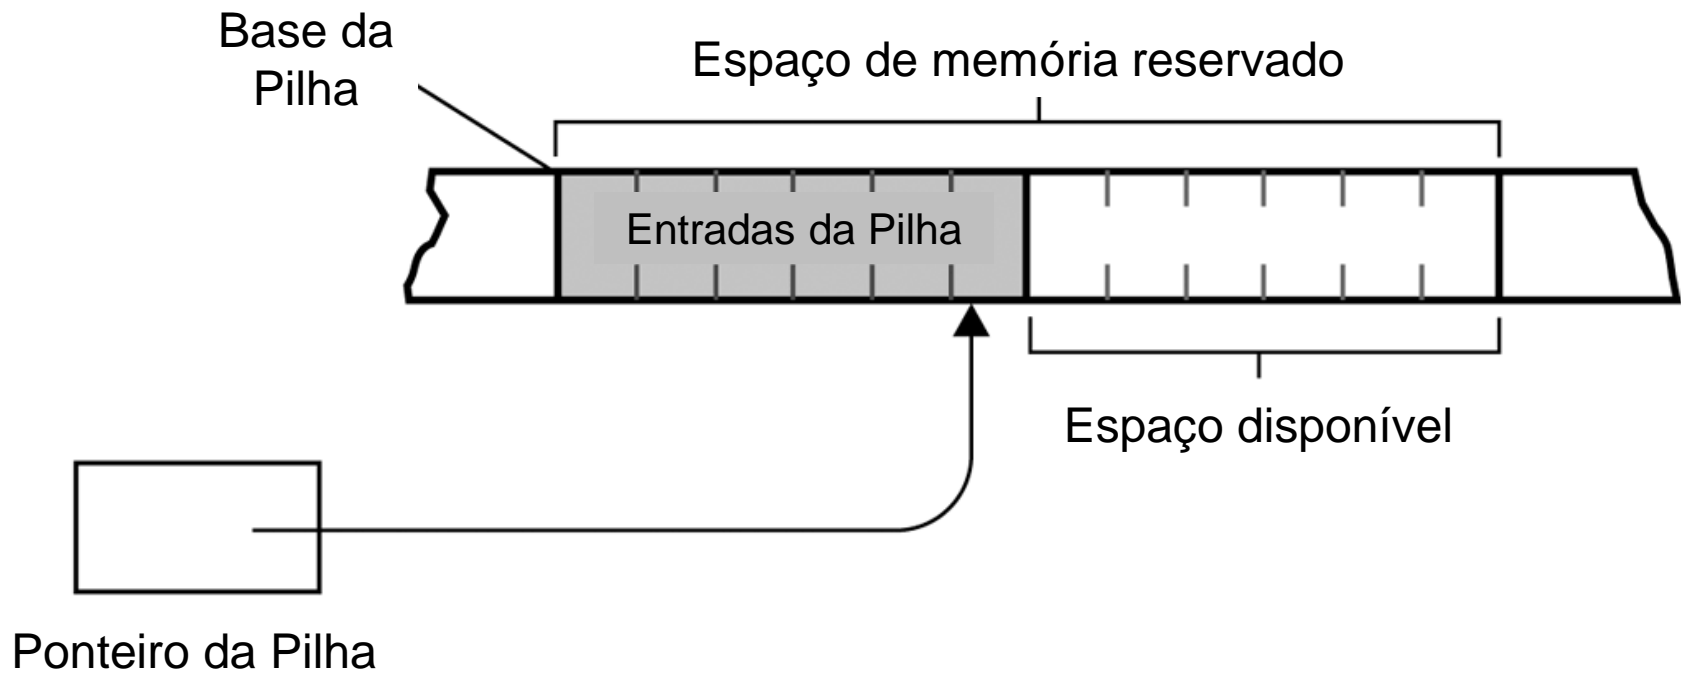 Base da
Pilha
Espaço de memória reservado
Entradas da Pilha
Espaço disponível
Ponteiro da Pilha